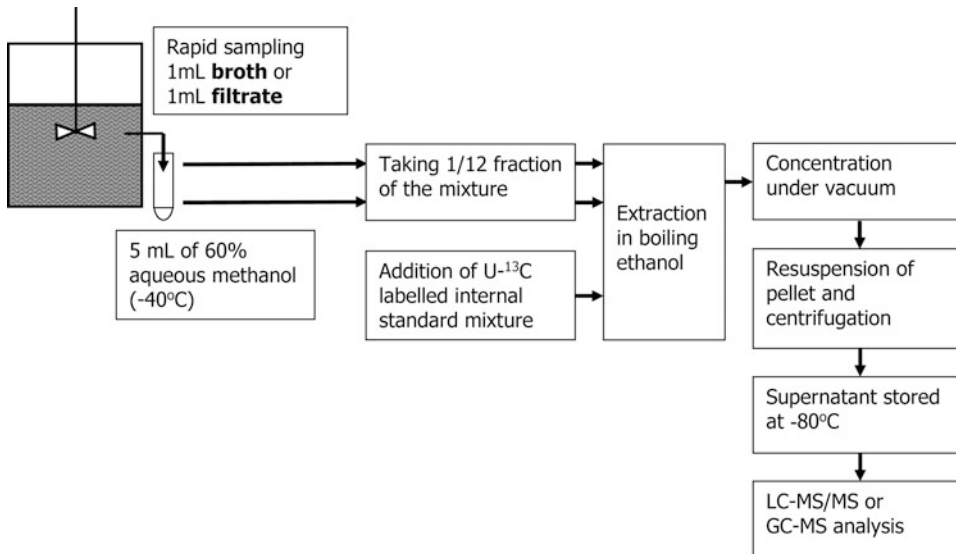 Rapid sampling
1mL broth or
1mL filtrate
5 mL of 60%
aqueous methanol
(-40ºC)
Taking 1/12 fraction
of the mixture
Addition of U-¹³C
labelled internal
standard mixture
Extraction
in boiling
ethanol
Concentration
under vacuum
Resuspension of
pellet and
centrifugation
Supernatant stored
at -80ºC
LC-MS/MS or
GC-MS analysis